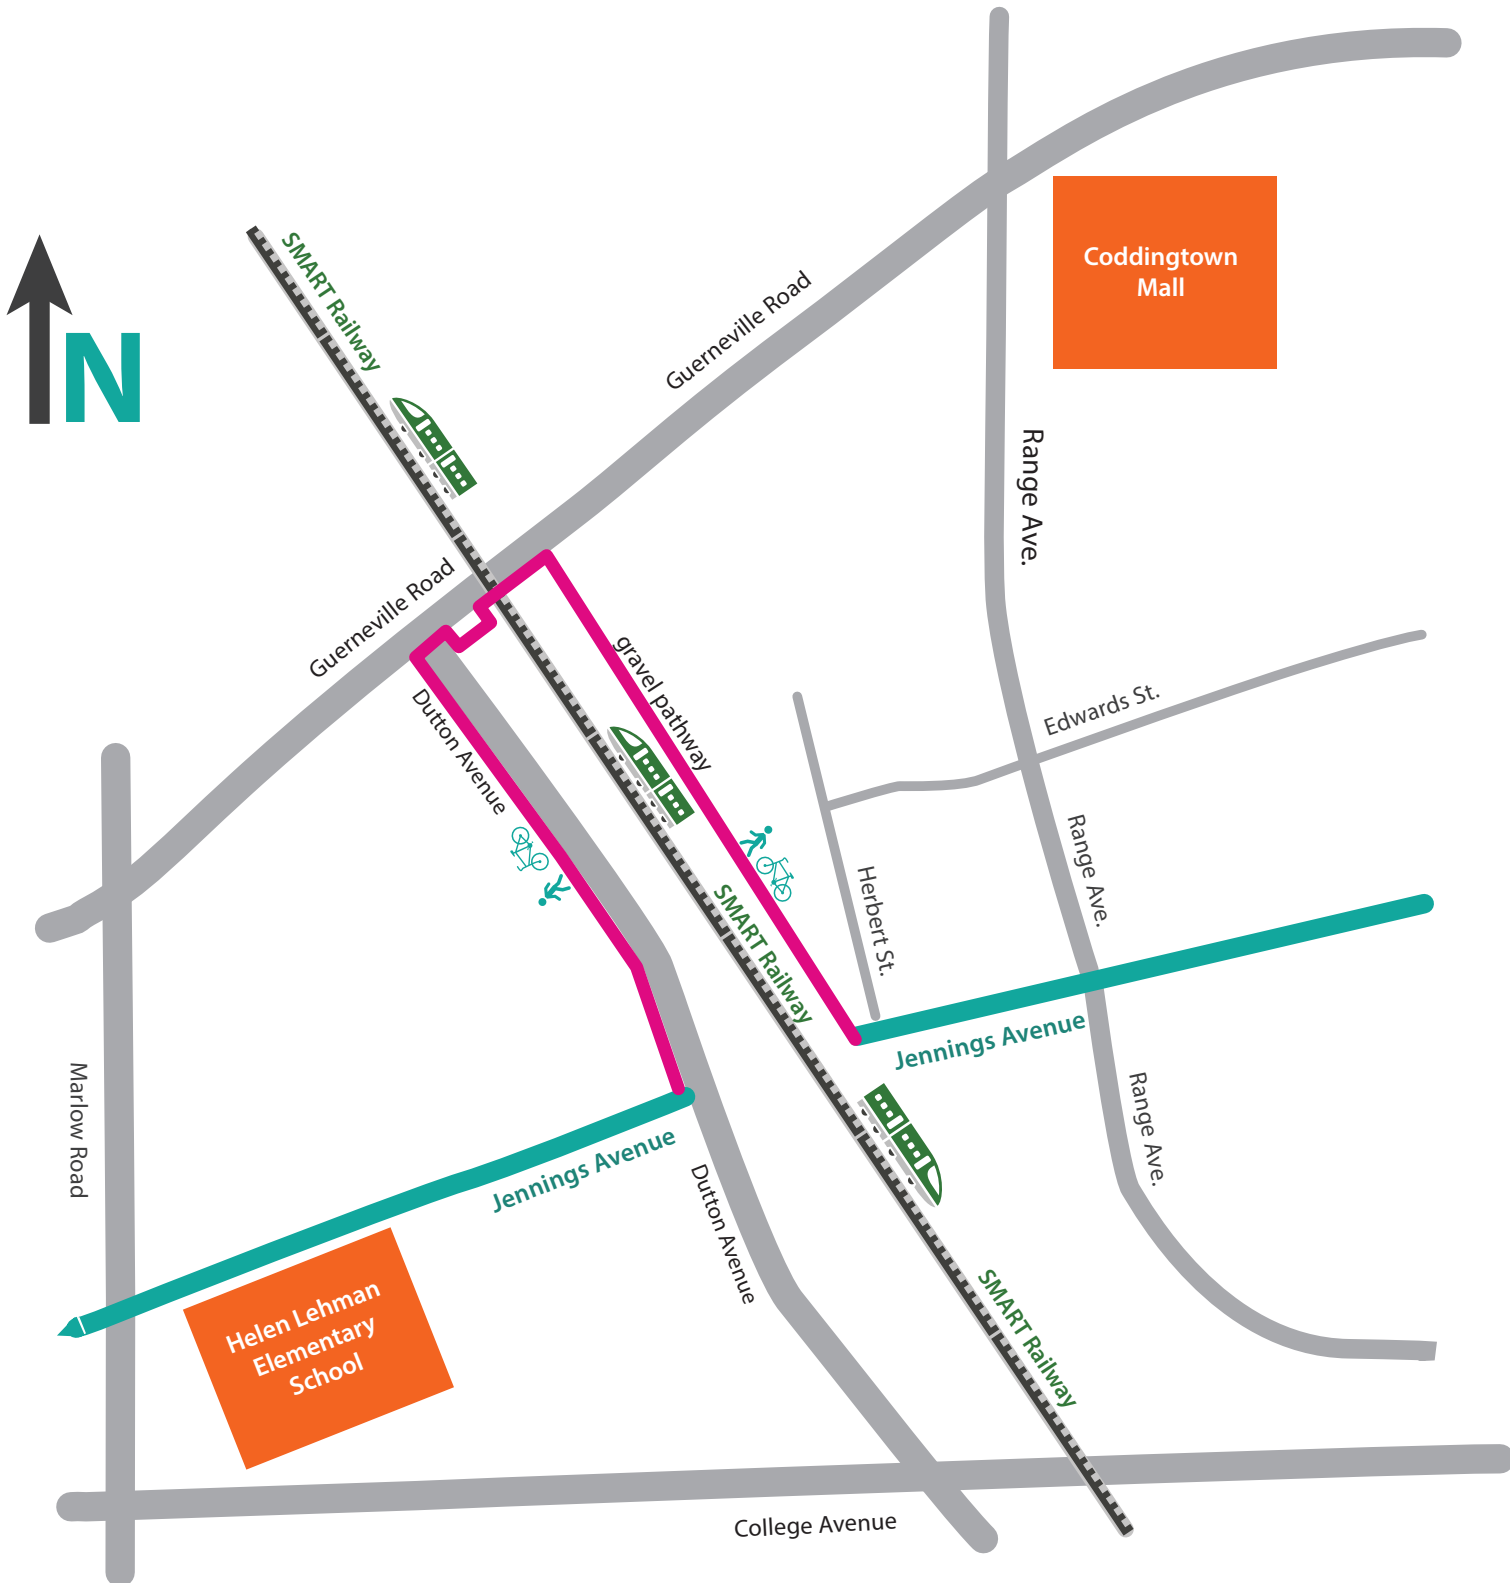 Coddingtown
Mall
SMART Railway
N
Guerneville Road
Range Ave.
Guerneville Road
gravel pathway
Edwards St.
Dutton Avenue
Range Ave.
Herbert St.
SMART Railway
Jennings Avenue
Marlow Road
Range Ave.
Jennings Avenue
Dutton Avenue
Helen Lehman
Elementary
School
SMART Railway
College Avenue